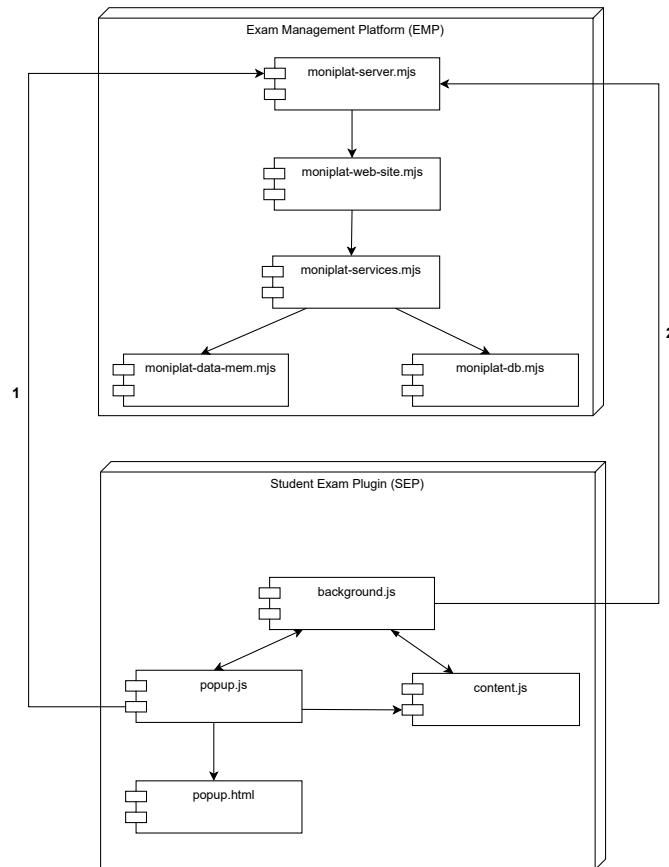 Exam Management Platform (EMP)
moniplat-server.mjs
moniplat-web-site.mjs
moniplat-services.mjs
moniplat-data-mem.mjs
moniplat-db.mjs
1
2
Student Exam Plugin (SEP)
background.js
popup.js
content.js
popup.html